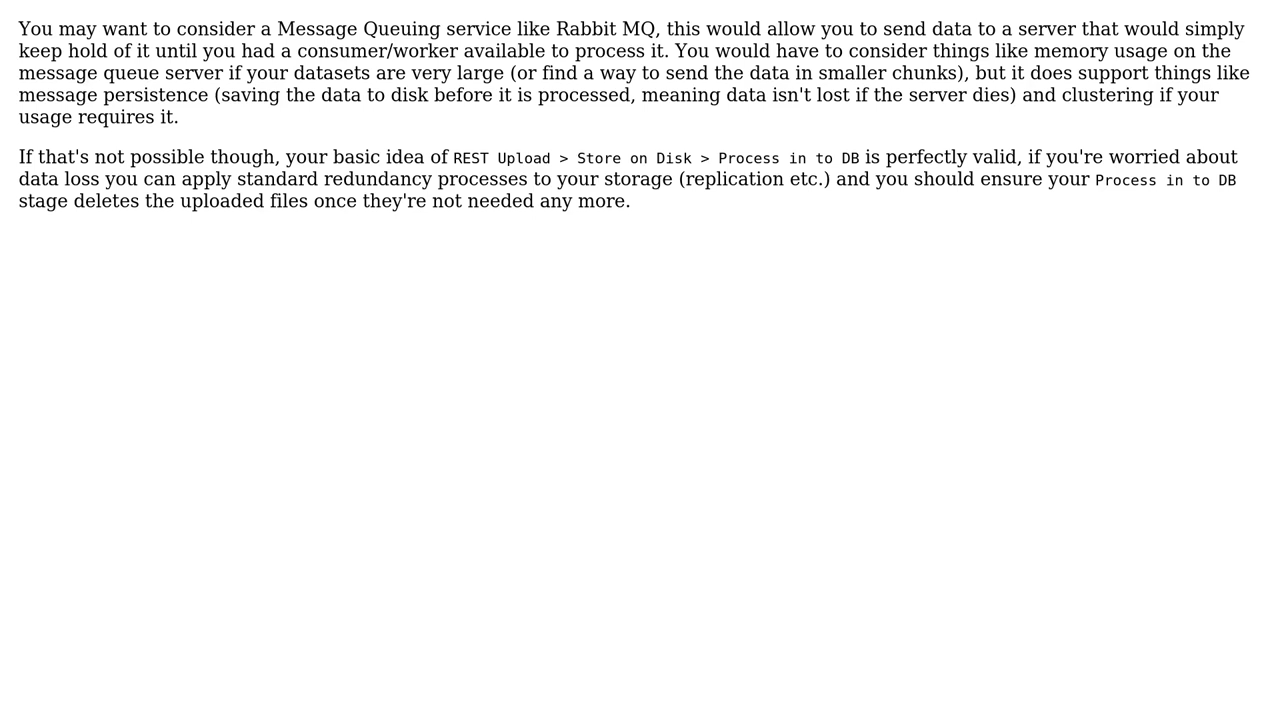 You may want to consider a Message Queuing service like Rabbit MQ, this would allow you to send data to a server that would simply
keep hold of it until you had a consumer/worker available to process it. You would have to consider things like memory usage on the
message queue server if your datasets are very large (or find a way to send the data in smaller chunks), but it does support things like
message persistence (saving the data to disk before it is processed, meaning data isn't lost if the server dies) and clustering if your
usage requires it.
If that's not possible though, your basic idea of REST Upload > Store on Disk > Process in to DB is perfectly valid, if you're worried about
data loss you can apply standard redundancy processes to your storage (replication etc.) and you should ensure your Process in to DB
stage deletes the uploaded files once they're not needed any more.